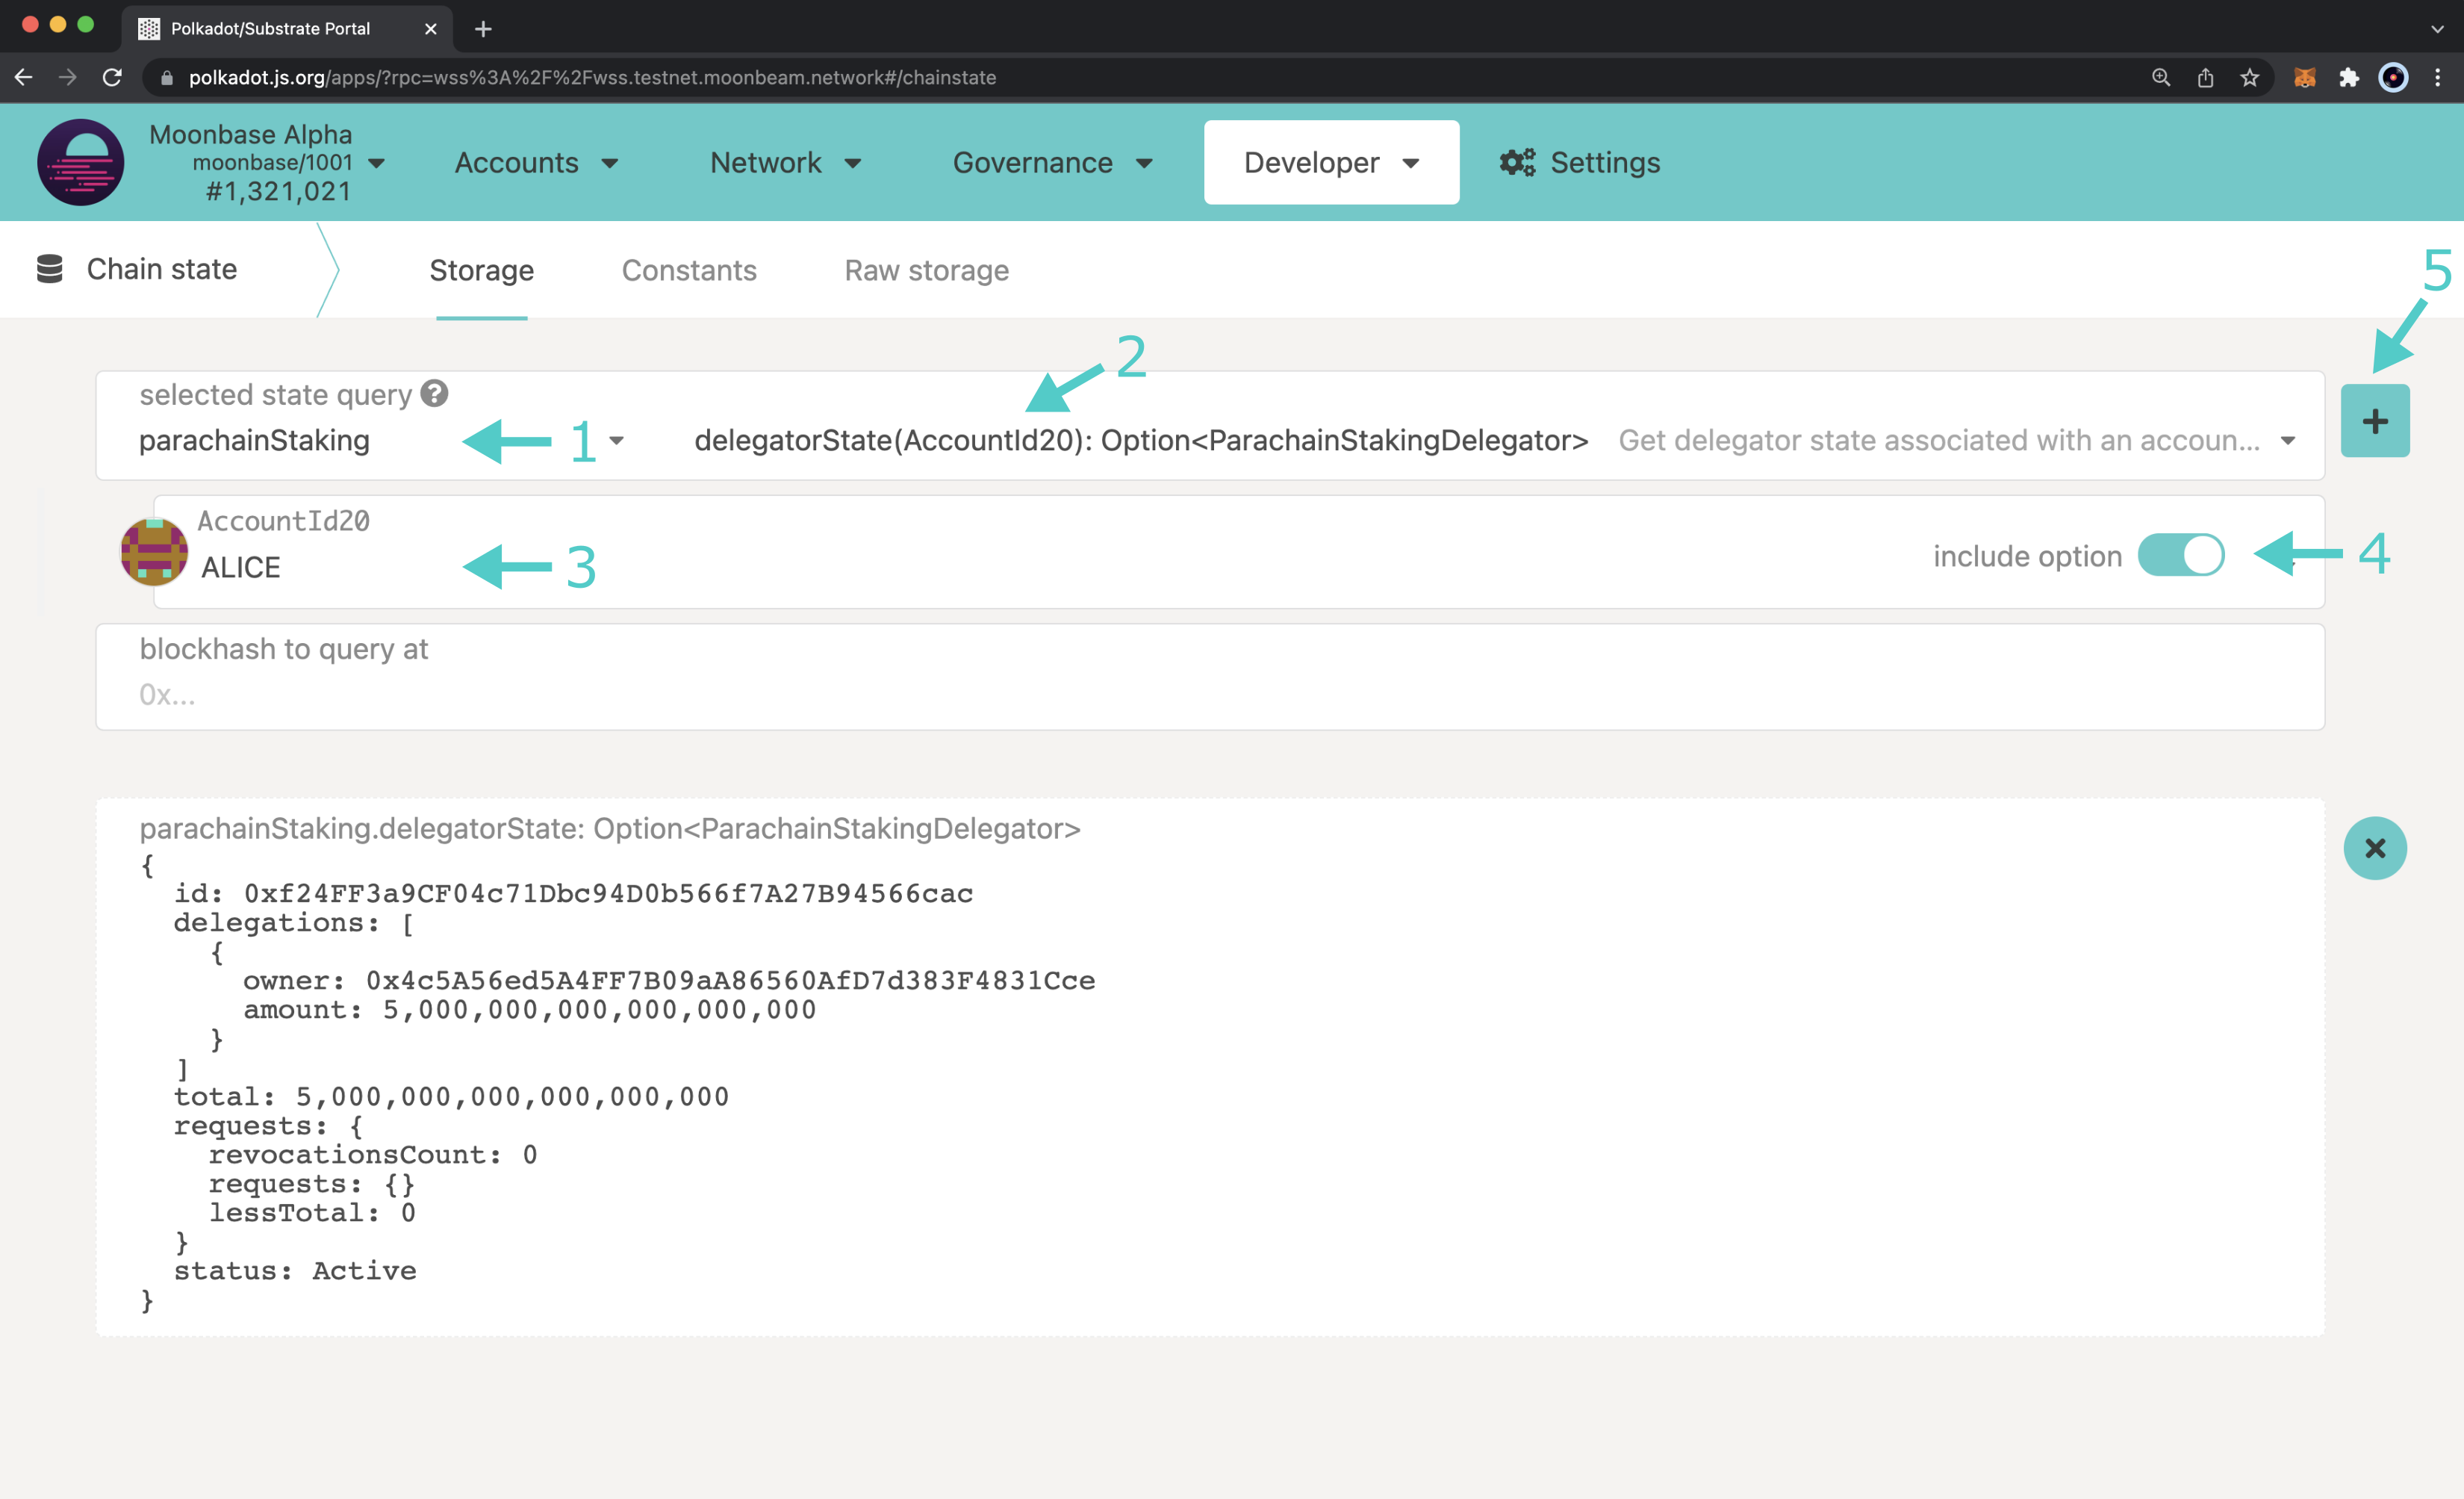 Polkadot/Substrate Portal
polkadot.js.org/apps/?rpc=wss%3A%2F%2Fwss.testnet.moonbeam.network#/chainstate
Moonbase Alpha
moonbase/1001
#1,321,021
Accounts
Network
Governance
Developer
Settings
Chain state
Storage
Constants
Raw storage
5
2
selected state query
parachainStaking
1
delegatorState(AccountId20): Option<ParachainStakingDelegator>
Get delegator state associated with an accoun...
AccountId20
ALICE
3
include option
4
blockhash to query at
0x...
parachainStaking.delegatorState: Option<ParachainStakingDelegator>
{
id: 0xf24FF3a9CF04c71Dbc94D0b566f7A27B94566cac
delegations: [
{
owner: 0x4c5A56ed5A4FF7B09aA86560AfD7d383F4831Cce
amount: 5,000,000,000,000,000,000
}
]
total: 5,000,000,000,000,000,000
requests: {
revocationsCount: 0
requests: {}
lessTotal: 0
}
status: Active
}